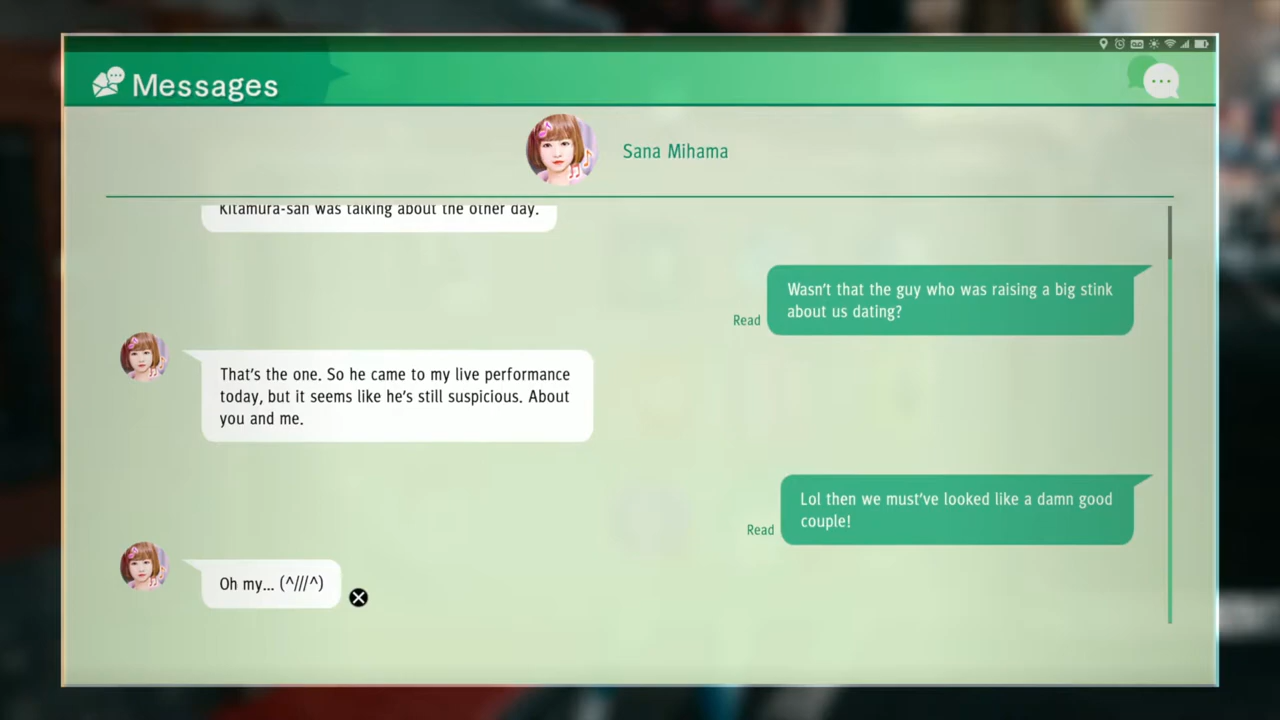 Messages
Sana Mihama
Kitamura-san was talking about the other day.
Wasn't that the guy who was raising a big stink
about us dating?
Read
That's the one. So he came to my live performance
today, but it seems like he's still suspicious. About
you and me.
Lol then we must've looked like a damn good
couple!
Read
Oh my... (^///^)